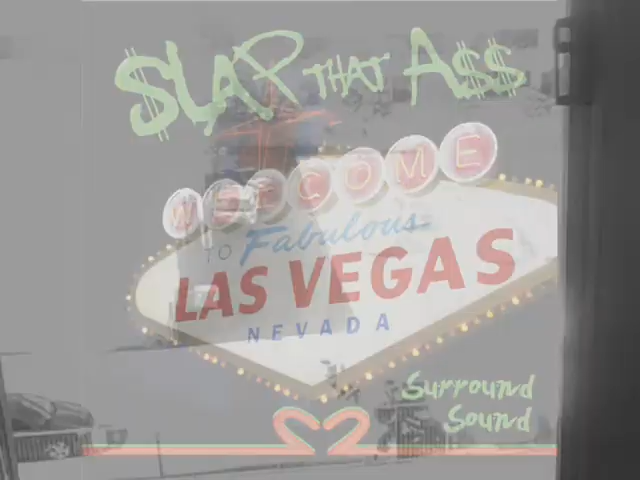 $LAP THAT A$$
WELCOME
TO Fabulous
LAS VEGAS
NEVADA
Surround
Sound